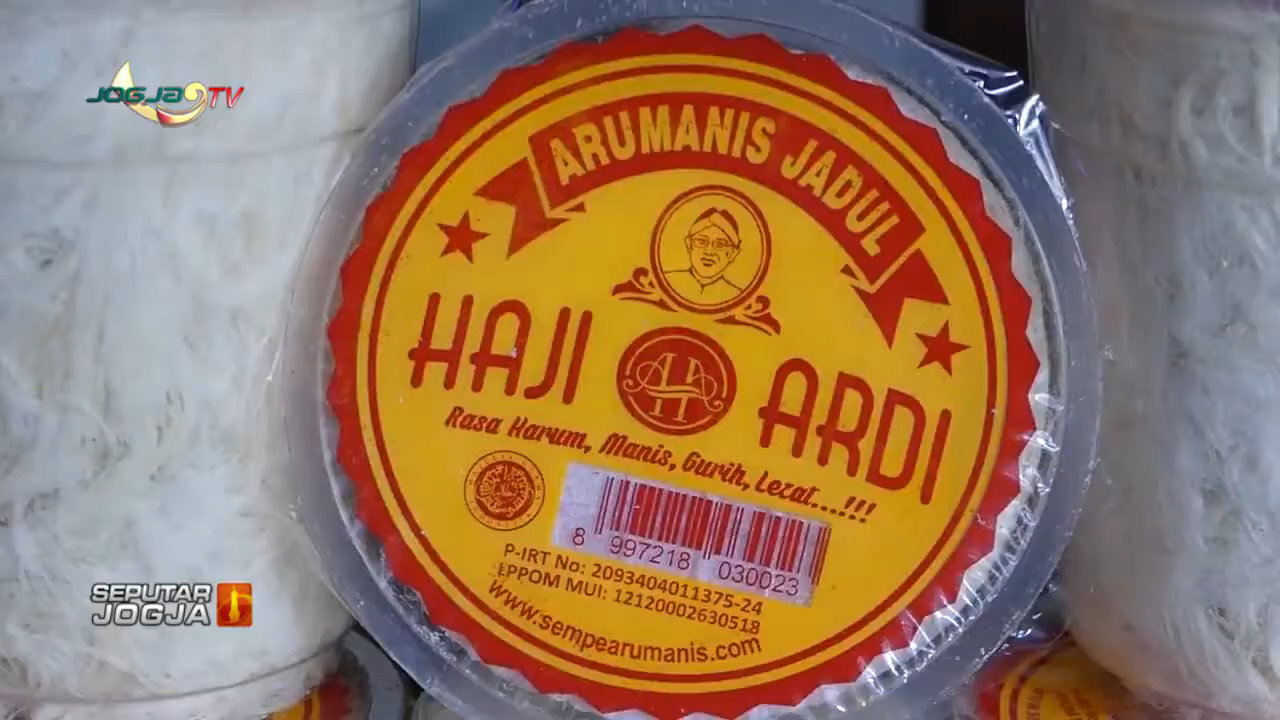 JOGJA TV
ARUMANIS JADUL
HAJI ARDI
Rasa Harum, Manis, Gurih, Lezat...!!!
8 997218 030023
P-IRT No: 2093404011375-24
LPPOM MUI: 12120002630518
www.sempearumanis.com
SEPUTAR
JOGJA 6